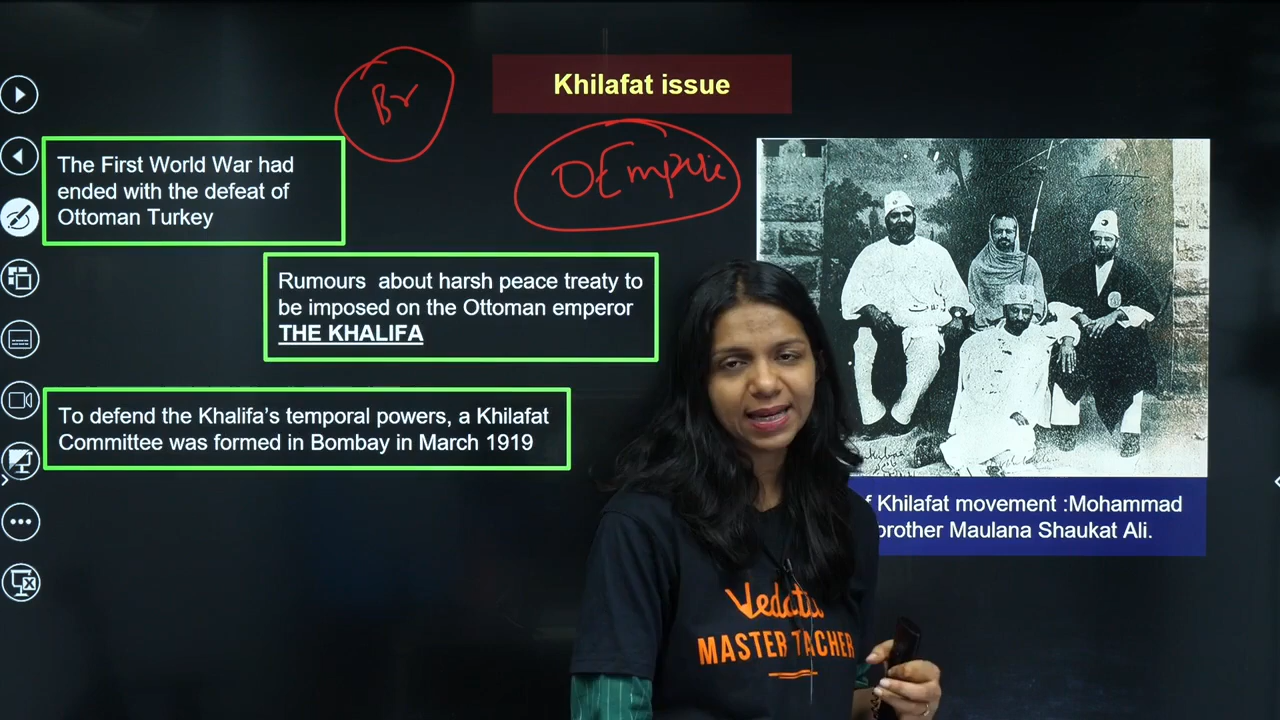 Khilafat issue
Br
OEmpire
The First World War had
ended with the defeat of
Ottoman Turkey
Rumours about harsh peace treaty to
be imposed on the Ottoman emperor
THE KHALIFA
To defend the Khalifa's temporal powers, a Khilafat
Committee was formed in Bombay in March 1919
Khilafat movement :Mohammad
brother Maulana Shaukat Ali.
Vedantu
MASTER TEACHER